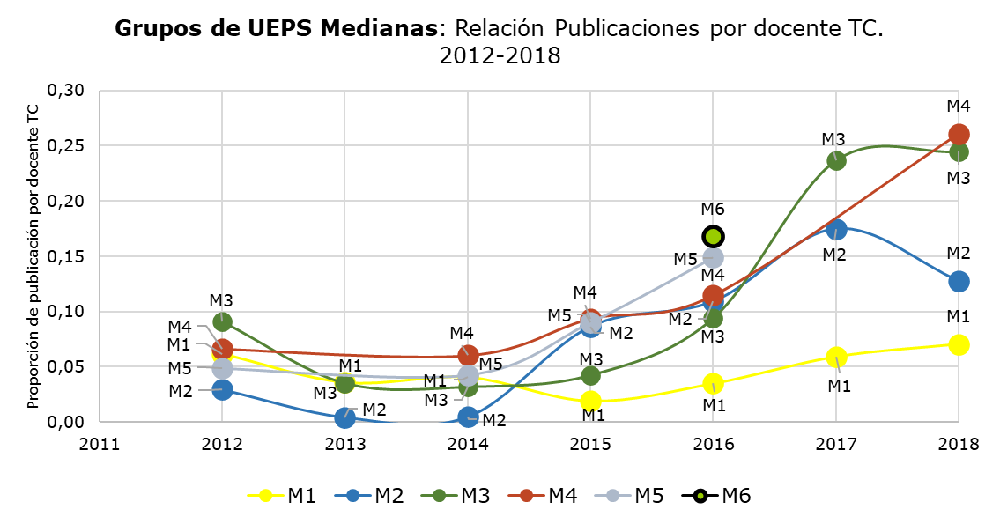 Grupos de UEPS Medianas: Relación Publicaciones por docente TC.
2012-2018
Proporción de publicación por docente TC
0,30
0,25
0,20
0,15
0,10
0,05
0,00
2011 2012 2013 2014 2015 2016 2017 2018
M3
M4
M1
M5
M2
M1
M3
M2
M4
M5
M1
M3
M2
M4
M5
M2
M3
M1
M6
M5
M4
M2
M3
M1
M3
M2
M1
M4
M3
M2
M1
M1 M2 M3 M4 M5 M6